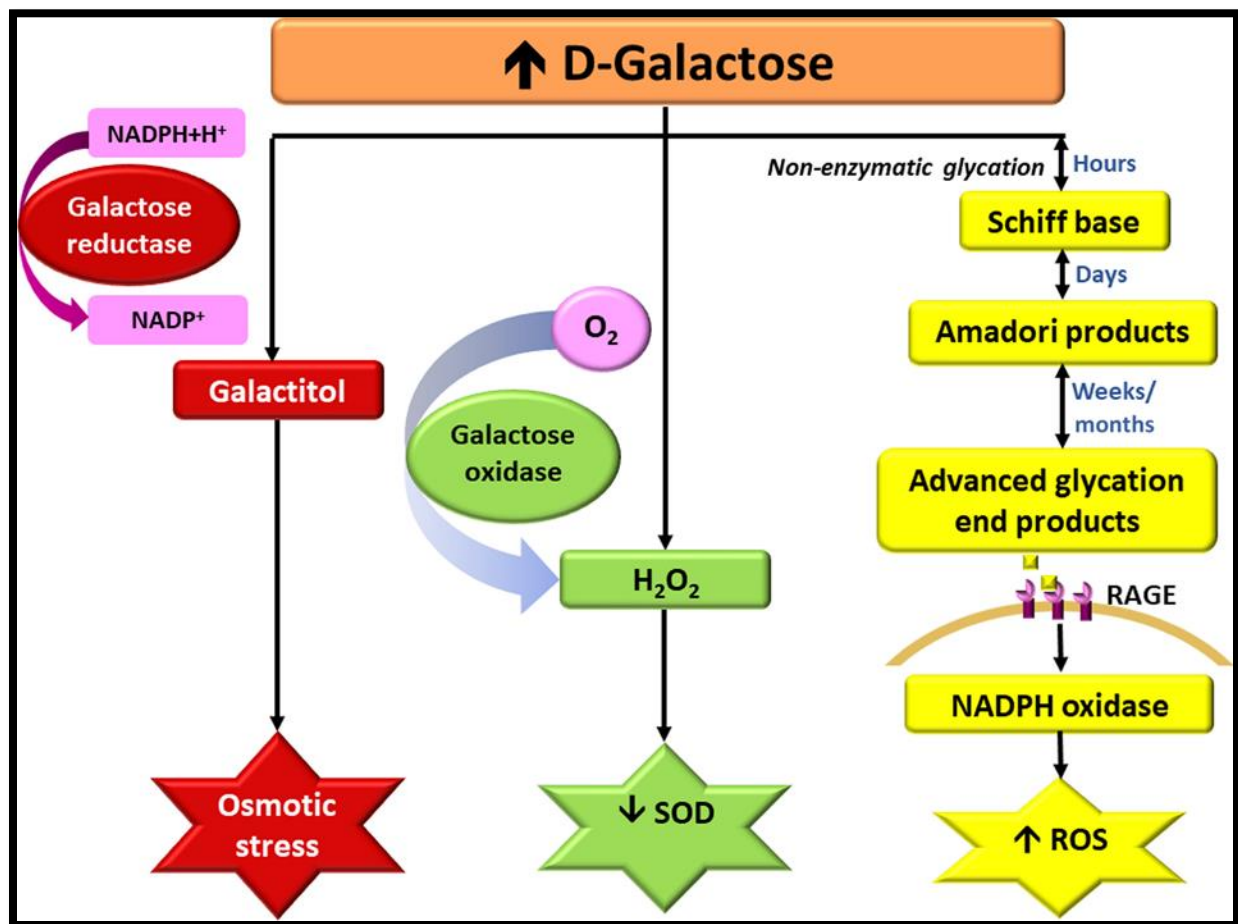 ↑ D-Galactose
NADPH+H⁺
Galactose
reductase
NADP⁺
Galactitol
Osmotic
stress
O₂
Galactose
oxidase
H₂O₂
↓ SOD
Non-enzymatic glycation
Hours
Schiff base
Days
Amadori products
Weeks/
months
Advanced glycation
end products
RAGE
NADPH oxidase
↑ ROS